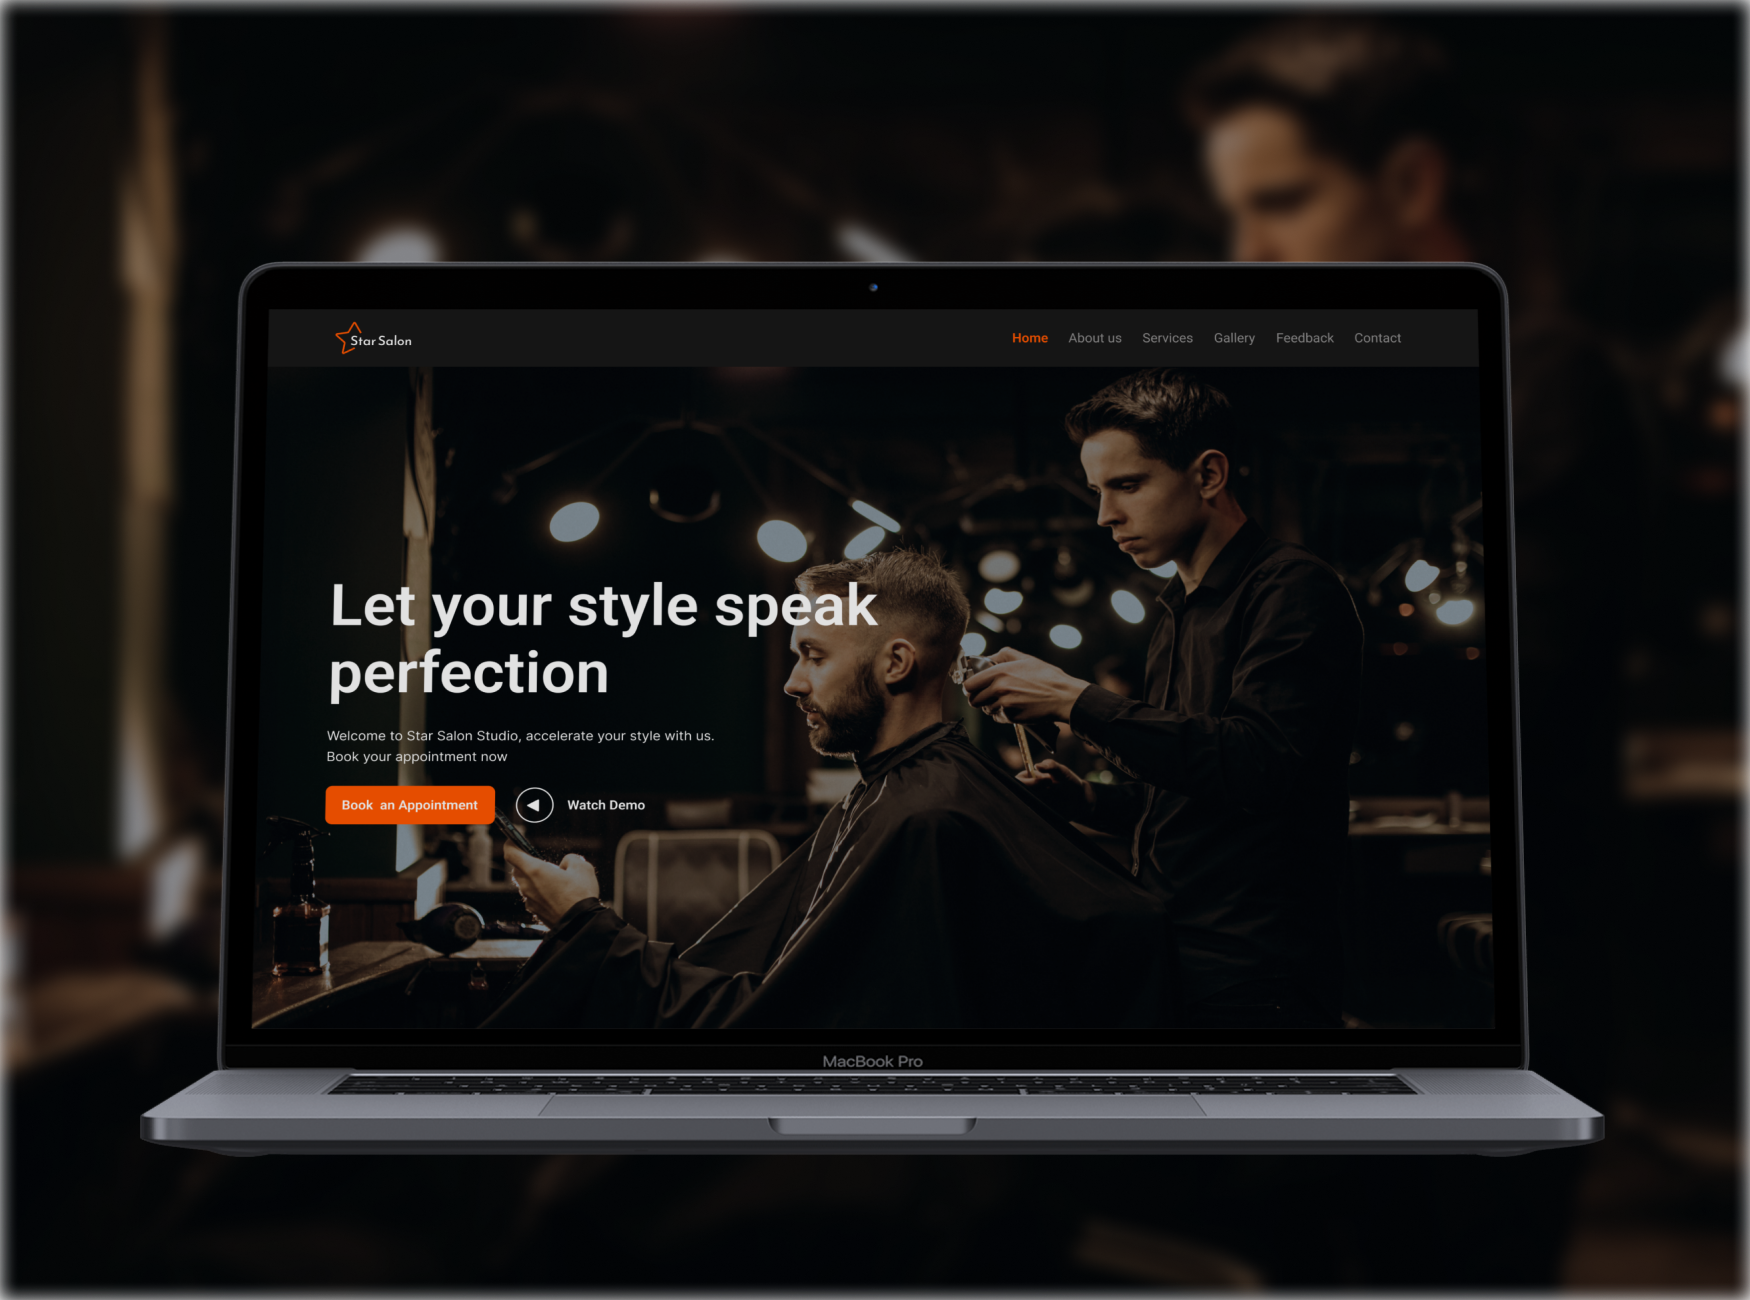 Star Salon
Home About us Services Gallery Feedback Contact
Let your style speak
perfection
Welcome to Star Salon Studio, accelerate your style with us.
Book your appointment now
Book an Appointment
Watch Demo
MacBook Pro